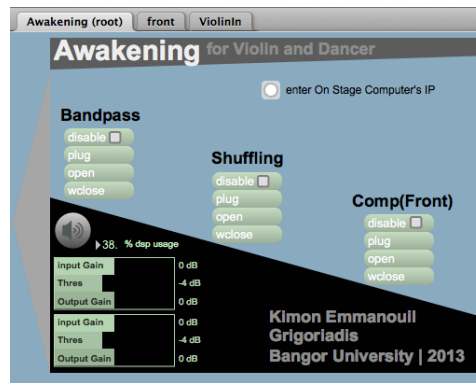 Awakening (root) front ViolinIn
Awakening for Violin and Dancer
enter On Stage Computer's IP
Bandpass
disable
plug
open
wclose
Shuffling
disable
plug
open
wclose
Comp(Front)
disable
plug
open
wclose
38. % dsp usage
input Gain 0 dB
Thres -4 dB
Output Gain 0 dB
input Gain 0 dB
Thres -4 dB
Output Gain 0 dB
Kimon Emmanouil
Grigoriadis
Bangor University | 2013